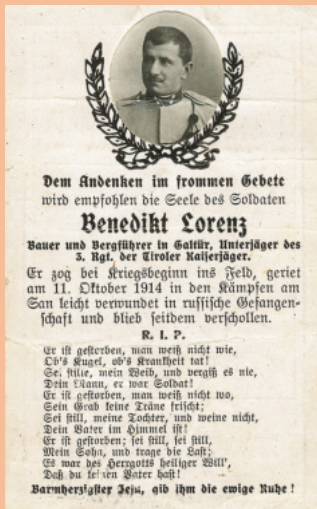 Dem Andenken im frommen Gebete
wird empfohlen die Seele des Soldaten
Benedikt Lorenz
Bauer und Bergführer in Galtür, Unterjäger des
3. Rgt. der Tiroler Kaiserjäger.
Er zog bei Kriegsbeginn ins Feld, geriet
am 11. Oktober 1914 in den Kämpfen am
San leicht verwundet in russische Gefangen-
schaft und blieb seitdem verschollen.
R. I. P.
Er ist gestorben, man weiß nicht wie,
Ob's Kugel, ob's Krankheit tat!
Sei stille, mein Weib, und vergiß es nie,
Dein Mann, er war Soldat!
Er ist gestorben, man weiß nicht wo,
Sein Grab keine Träne frischt;
Sei still, meine Tochter, und weine nicht,
Dein Vater im Himmel ist!
Er ist gestorben; sei still, sei still,
Mein Sohn, und trage die Last;
Es war des Herrgotts heiliger Will',
Daß du keinen Vater hast!
Barmherzigster Jesu, gib ihm die ewige Ruhe!